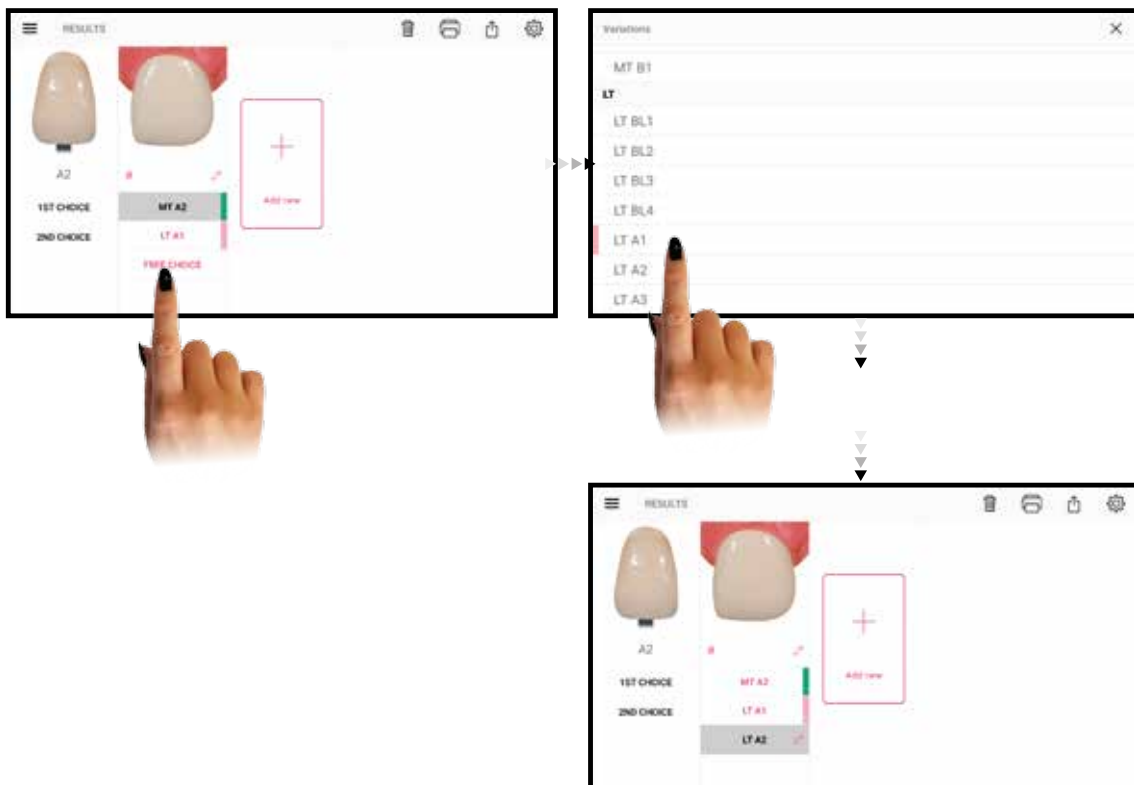 RESULTS
A2
#
1ST CHOICE
MT A2
Add new
2ND CHOICE
LT A1
FREE CHOICE
Variations
MT B1
LT
LT BL1
LT BL2
LT BL3
LT BL4
LT A1
LT A2
LT A3
RESULTS
A2
#
1ST CHOICE
MT A2
Add new
2ND CHOICE
LT A1
LT A2